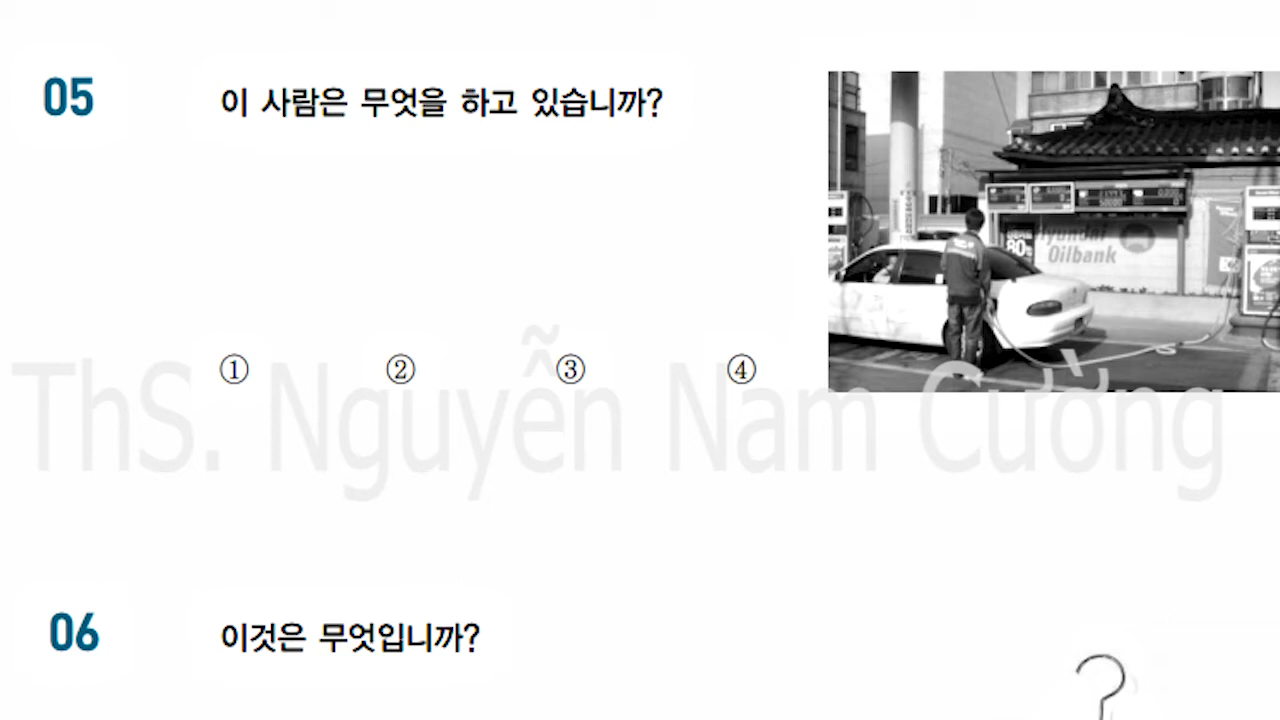 05 이 사람은 무엇을 하고 있습니까?
80
Hyundai
Oilbank
① ② ③ ④
ThS. Nguyễn Nam Cường
06 이것은 무엇입니까?